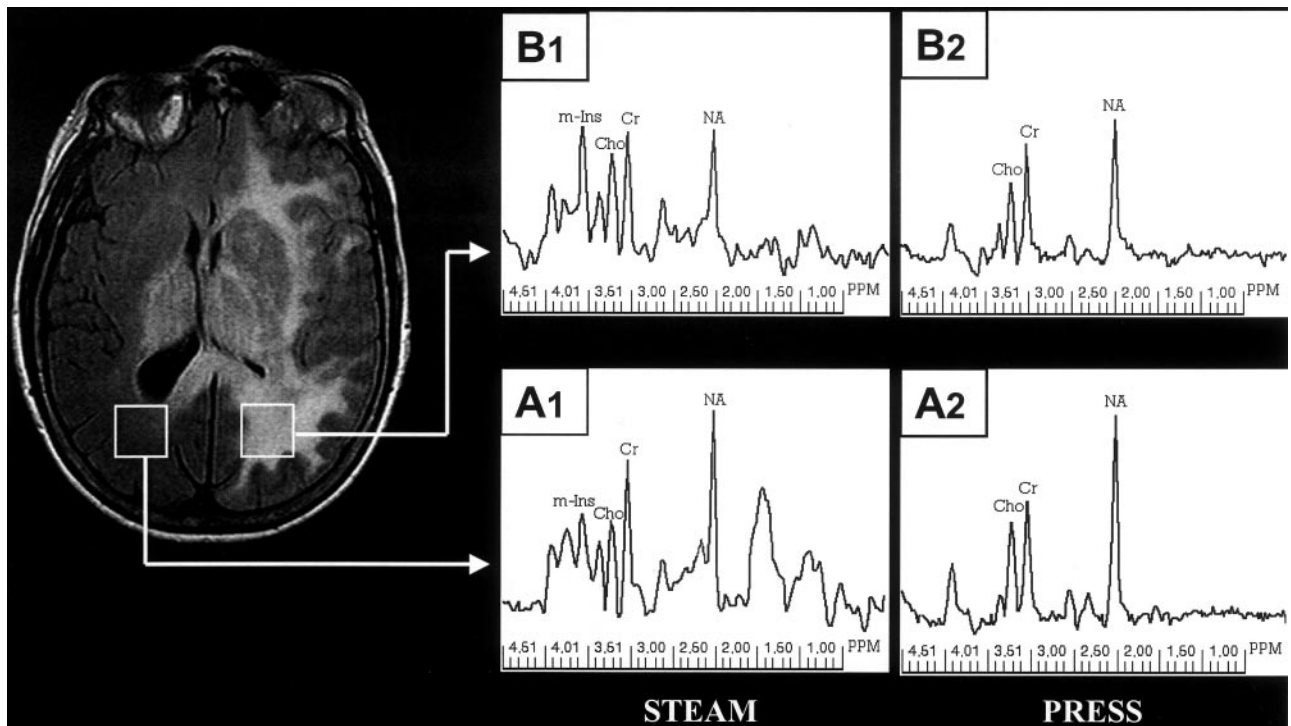 B1
m-Ins
Cho
Cr
NA
4,51 4,01 3,51 3,00 2,50 2,00 1,50 1,00 PPM
B2
Cho
Cr
NA
4,51 4,01 3,51 3,00 2,50 2,00 1,50 1,00 PPM
A1
m-Ins
Cho
Cr
NA
4,51 4,01 3,51 3,00 2,50 2,00 1,50 1,00 PPM
A2
Cho
Cr
NA
4,51 4,01 3,51 3,00 2,50 2,00 1,50 1,00 PPM
STEAM
PRESS